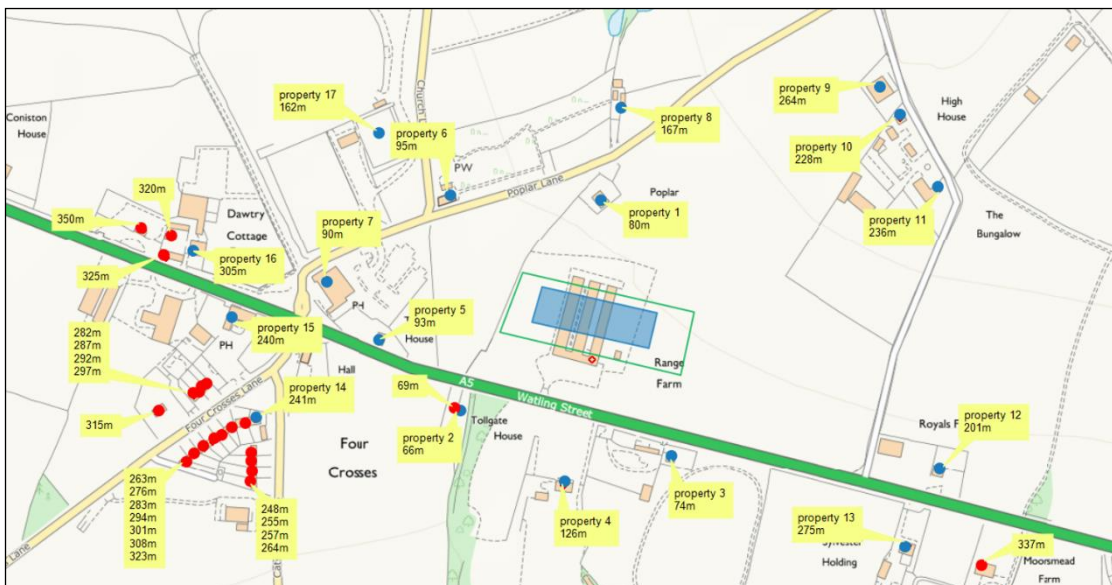 property 17
162m
property 9
264m
Coniston
House
Church L
property 6
95m
property 8
167m
High
House
property 10
228m
PW
Poplar Lane
320m
350m
Dawtry
Cottage
property 7
90m
Poplar
property 1
80m
property 11
236m
The
Bungalow
property 16
305m
325m
PH
property 5
93m
House
282m
287m
292m
297m
PH
property 15
240m
Hall
Range
Farm
A5
Watling Street
Four Crosses Lane
property 14
241m
69m
315m
Tollgate
House
property 2
66m
Four
Crosses
Royals F
property 12
201m
property 3
74m
263m
276m
283m
294m
301m
308m
323m
248m
255m
257m
264m
property 4
126m
property 13
275m
337m
Sylvester
Holding
Moorsmead
Farm
Lane
Cat